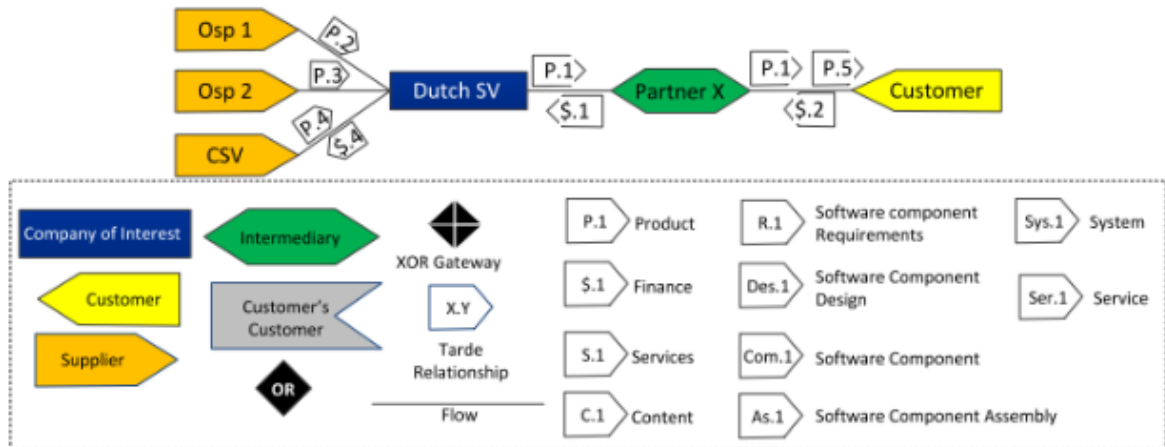 Osp 1
P.2
Osp 2
P.3
Dutch SV
P.1
$.1
Partner X
P.1
P.5
$.2
Customer
CSV
P.4
$.4
Company of Interest
Intermediary
XOR Gateway
Customer
Customer's
Customer
X.Y
Tarde
Relationship
Supplier
OR
Flow
P.1 Product
$.1 Finance
S.1 Services
C.1 Content
R.1 Software component
Requirements
Des.1 Software Component
Design
Com.1 Software Component
As.1 Software Component Assembly
Sys.1 System
Ser.1 Service